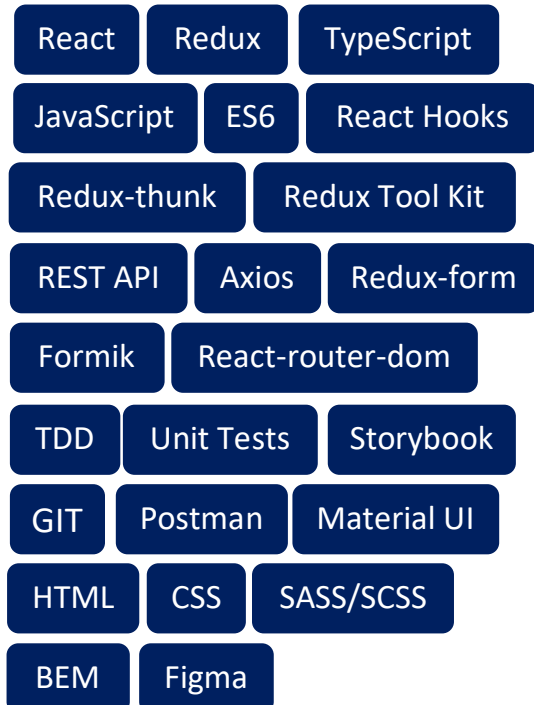 React Redux TypeScript
JavaScript ES6 React Hooks
Redux-thunk Redux Tool Kit
REST API Axios Redux-form
Formik React-router-dom
TDD Unit Tests Storybook
GIT Postman Material UI
HTML CSS SASS/SCSS
BEM Figma